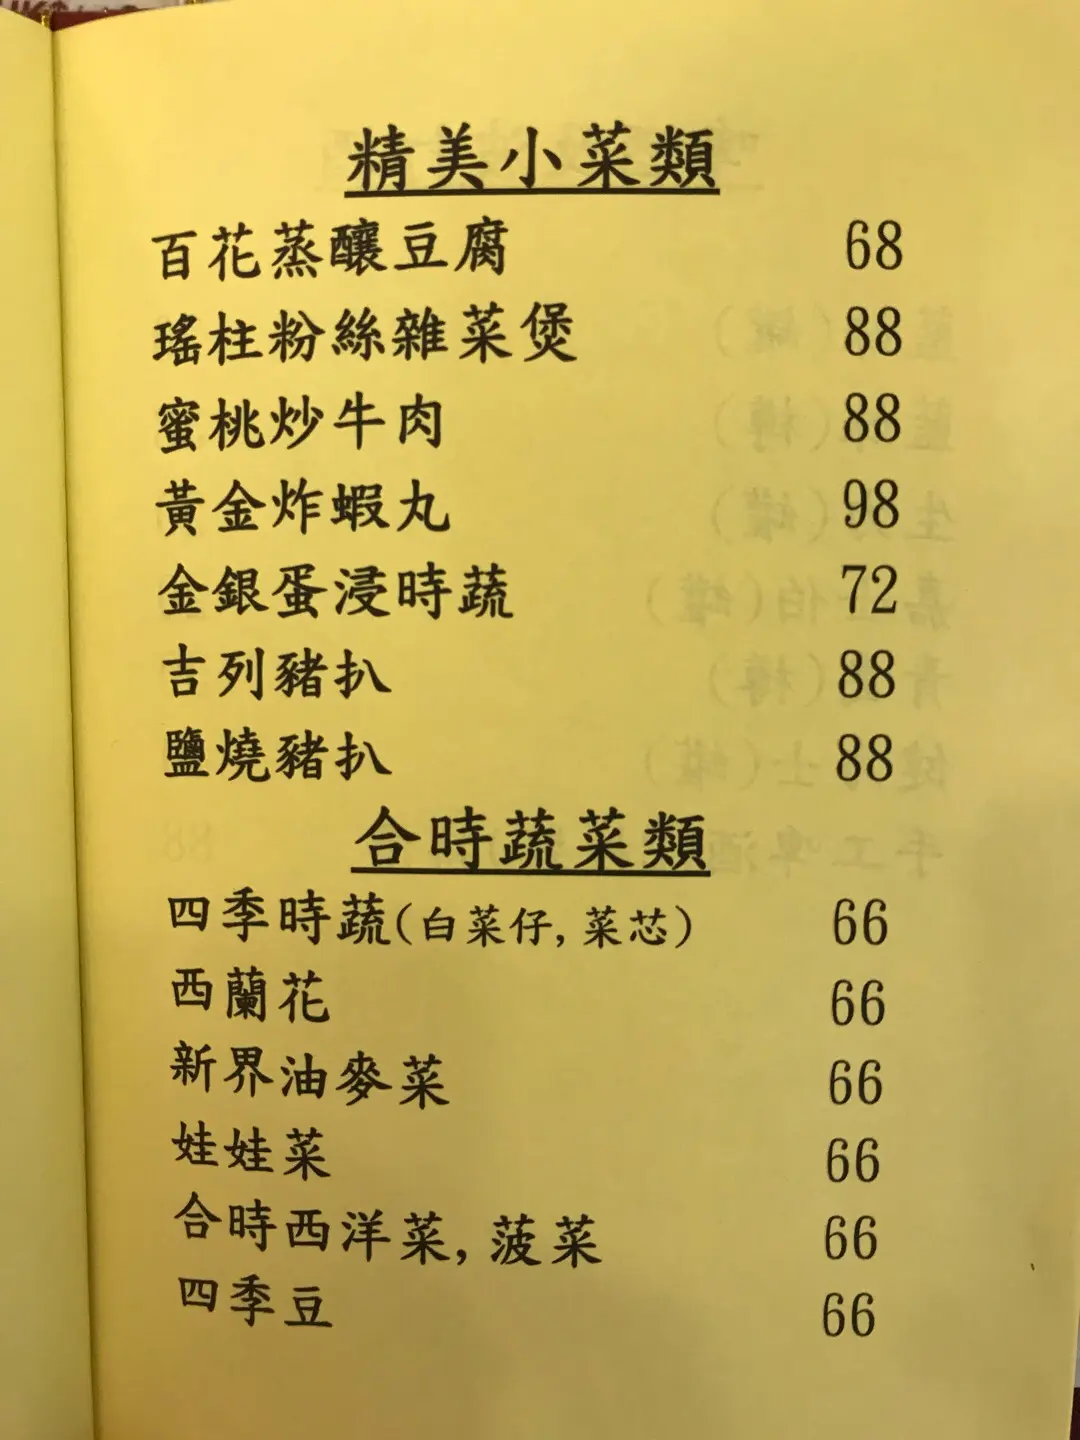 精美小菜類
百花蒸釀豆腐 68
瑤柱粉絲雜菜煲 88
蜜桃炒牛肉 88
黃金炸蝦丸 98
金銀蛋浸時蔬 72
吉列豬扒 88
鹽燒豬扒 88
合時蔬菜類
四季時蔬(白菜仔,菜芯) 66
西蘭花 66
新界油麥菜 66
娃娃菜 66
合時西洋菜,菠菜 66
四季豆 66